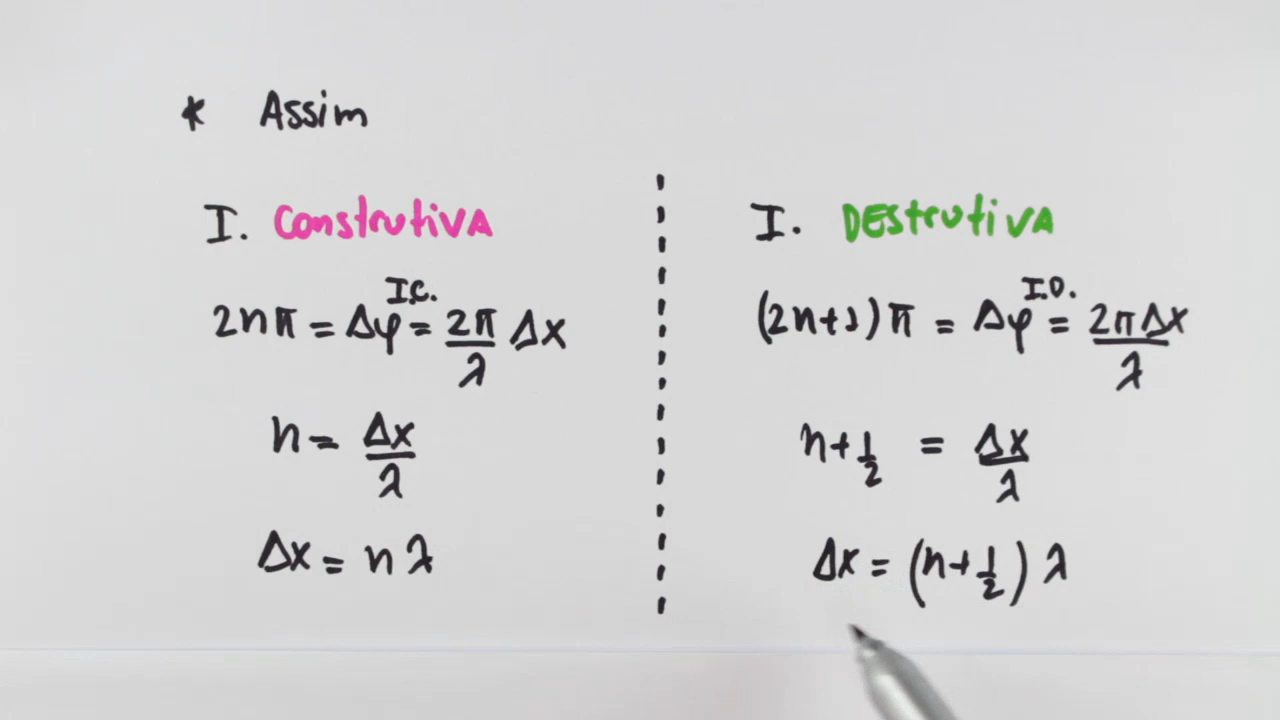 * Assim
I. Construtiva
2nπ = Δφ = 2π/λ Δx
I.C.
n = Δx/λ
Δx = nλ
I. DEstrutiva
(2n+1)π = Δφ = 2πΔx/λ
I.D.
n+1/2 = Δx/λ
Δx = (n+1/2)λ